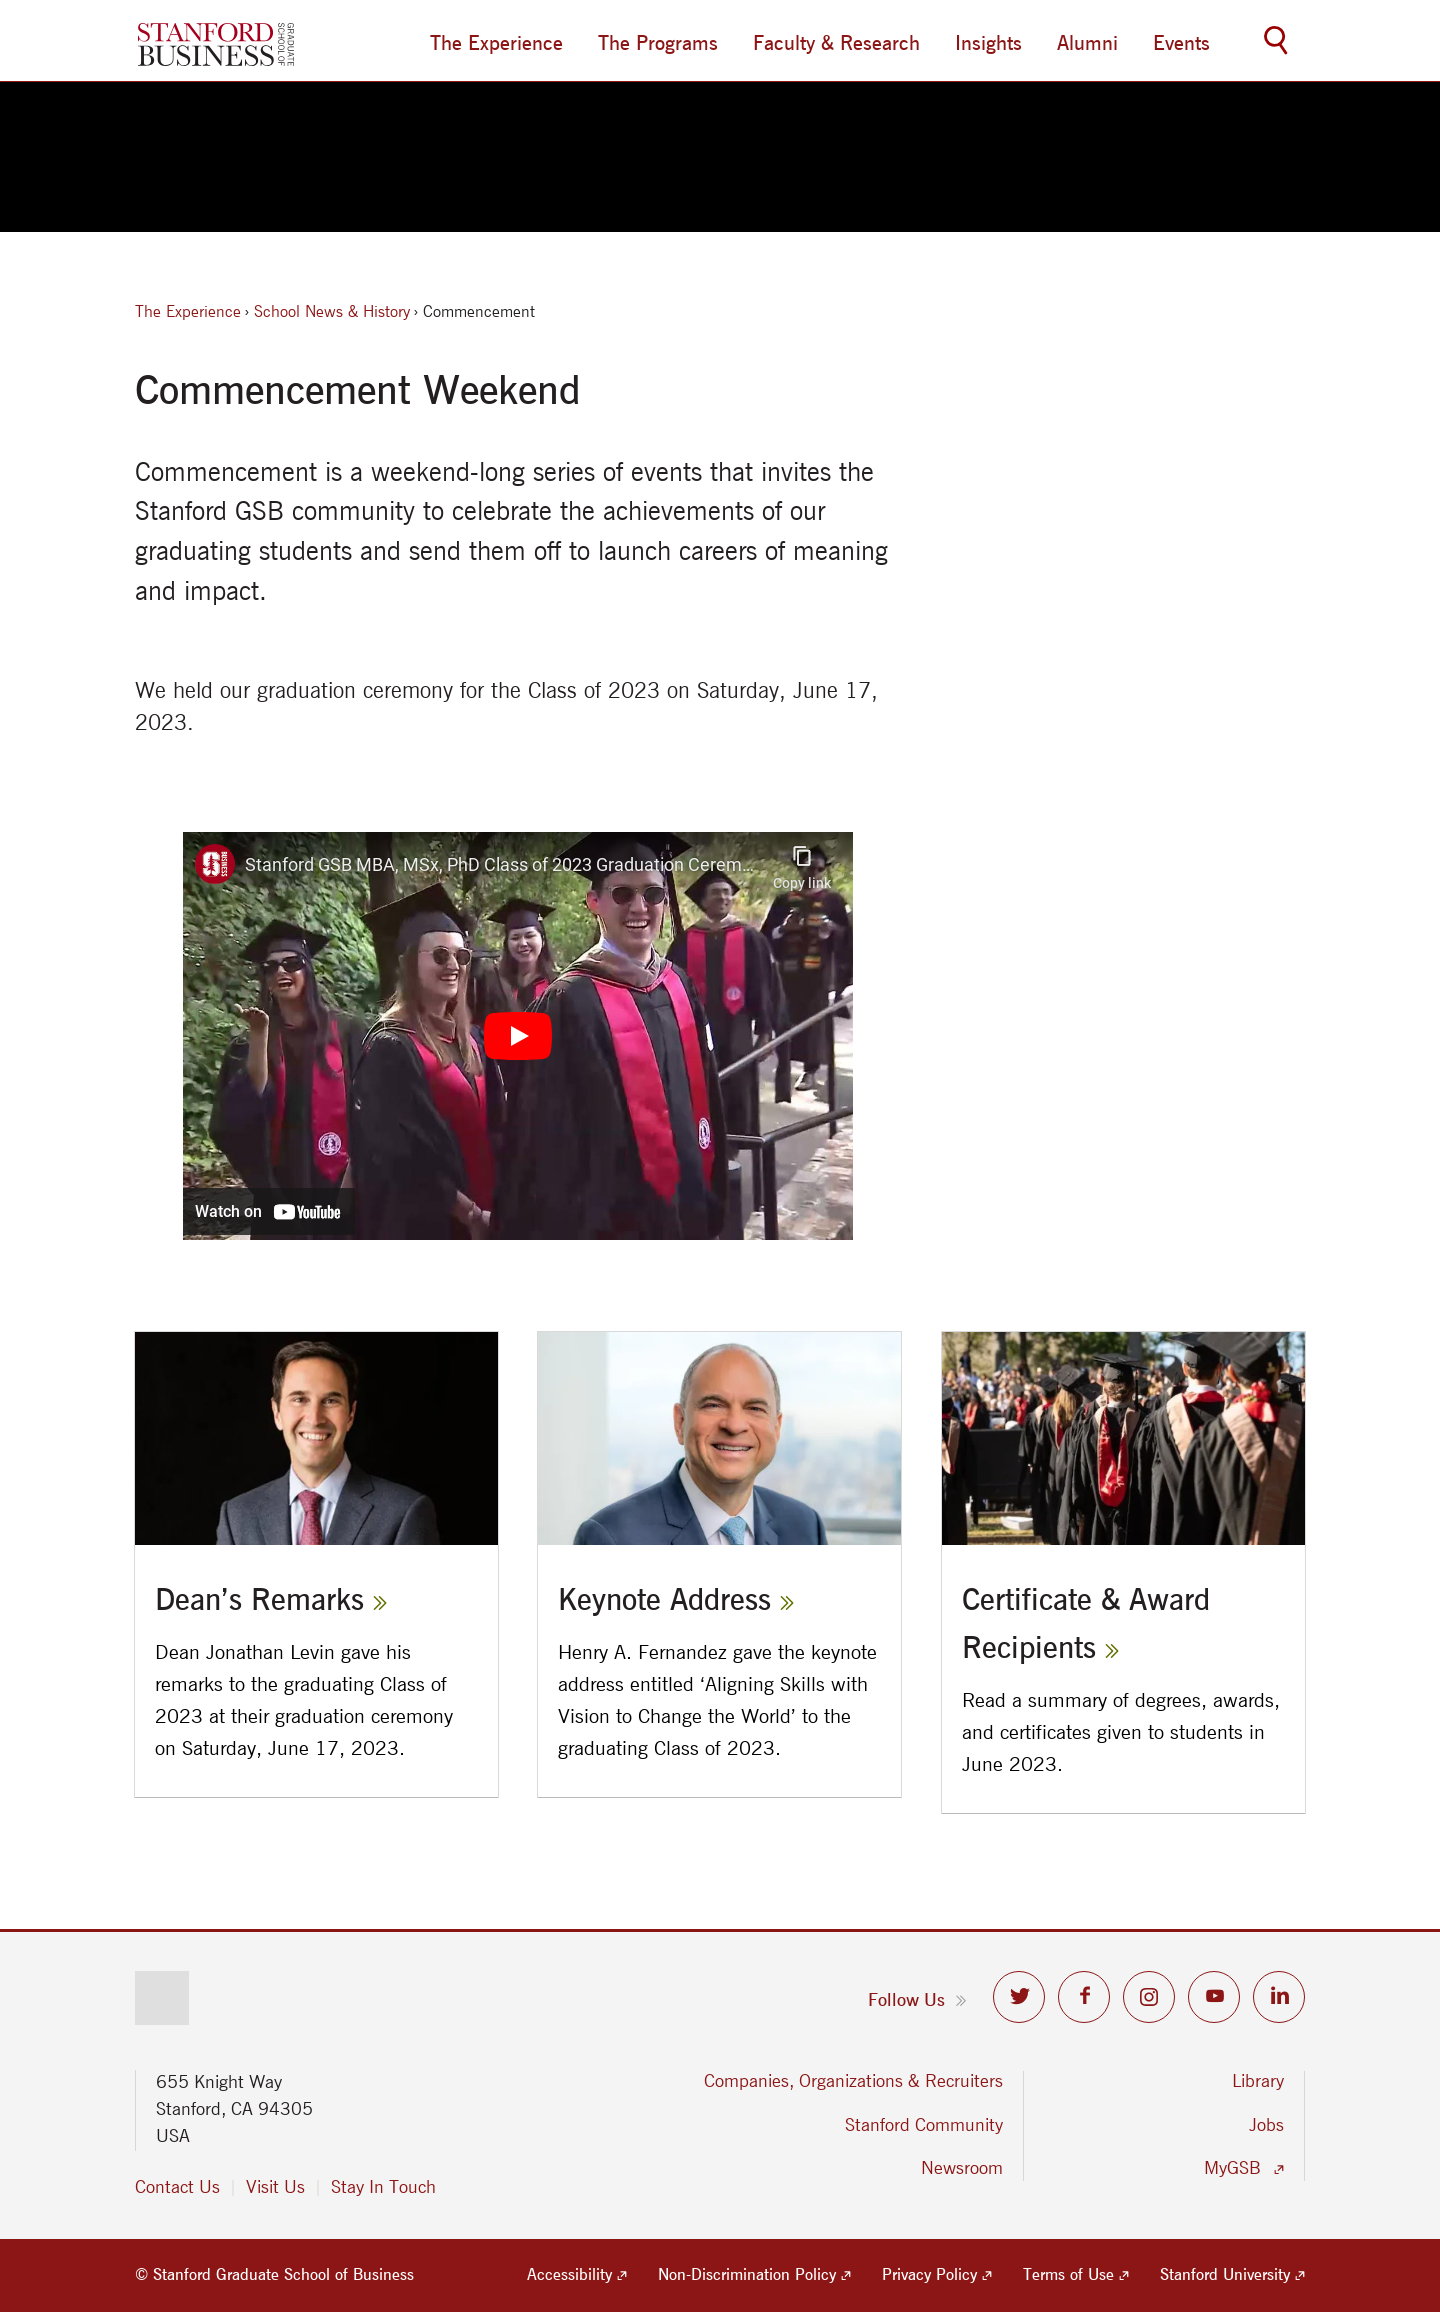 STANFORD
BUSINESS
GRADUATE
SCHOOL OF
The Experience
The Programs
Faculty & Research
Insights
Alumni
Events
The Experience › School News & History › Commencement
Commencement Weekend
Commencement is a weekend-long series of events that invites the
Stanford GSB community to celebrate the achievements of our
graduating students and send them off to launch careers of meaning
and impact.
We held our graduation ceremony for the Class of 2023 on Saturday, June 17,
2023.
Stanford GSB MBA, MSx, PhD Class of 2023 Graduation Cerem...
Copy link
Watch on YouTube
Dean’s Remarks »
Dean Jonathan Levin gave his
remarks to the graduating Class of
2023 at their graduation ceremony
on Saturday, June 17, 2023.
Keynote Address »
Henry A. Fernandez gave the keynote
address entitled ‘Aligning Skills with
Vision to Change the World’ to the
graduating Class of 2023.
Certificate & Award
Recipients »
Read a summary of degrees, awards,
and certificates given to students in
June 2023.
Follow Us »
655 Knight Way
Stanford, CA 94305
USA
Contact Us | Visit Us | Stay In Touch
Companies, Organizations & Recruiters
Stanford Community
Newsroom
Library
Jobs
MyGSB
© Stanford Graduate School of Business
Accessibility
Non-Discrimination Policy
Privacy Policy
Terms of Use
Stanford University